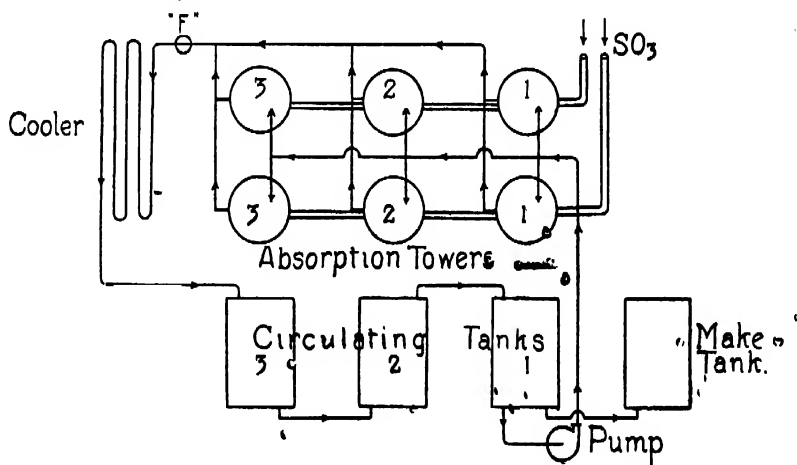 "F"
SO3
3
2
1
Cooler
3
2
1
Absorption Towers
Circulating Tanks
3
2
1
Make
Tank.
Pump